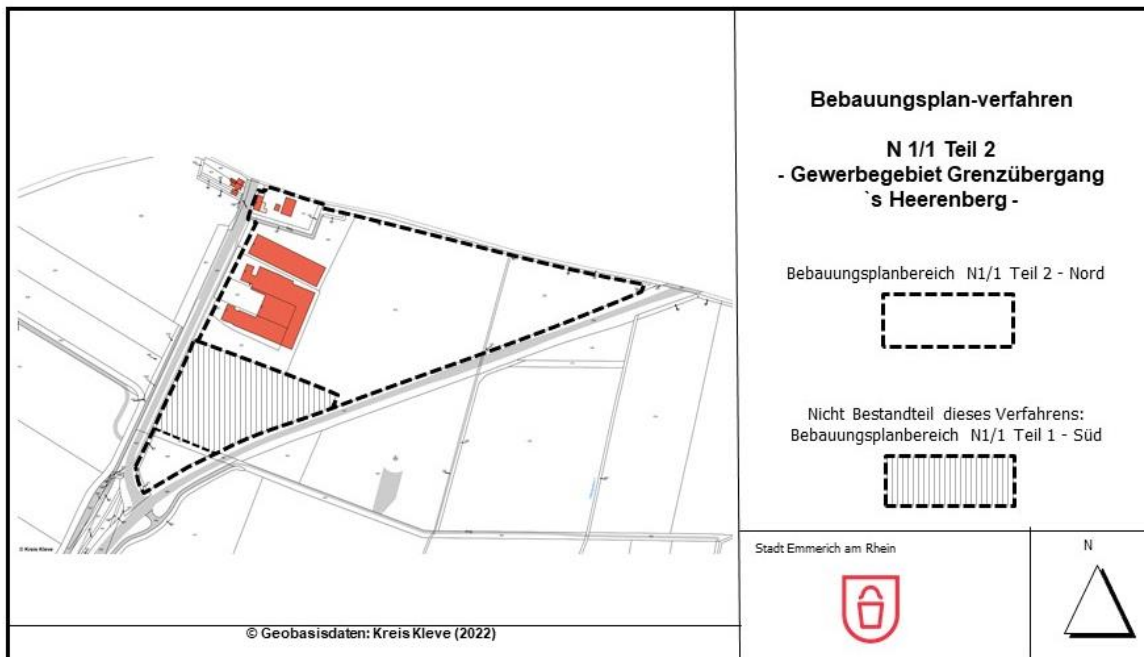 Bebauungsplan-verfahren
N 1/1 Teil 2
- Gewerbegebiet Grenzübergang
`s Heerenberg -
Bebauungsplanbereich N1/1 Teil 2 - Nord
Nicht Bestandteil dieses Verfahrens:
Bebauungsplanbereich N1/1 Teil 1 - Süd
Stadt Emmerich am Rhein
N
© Kreis Kleve
© Geobasisdaten: Kreis Kleve (2022)